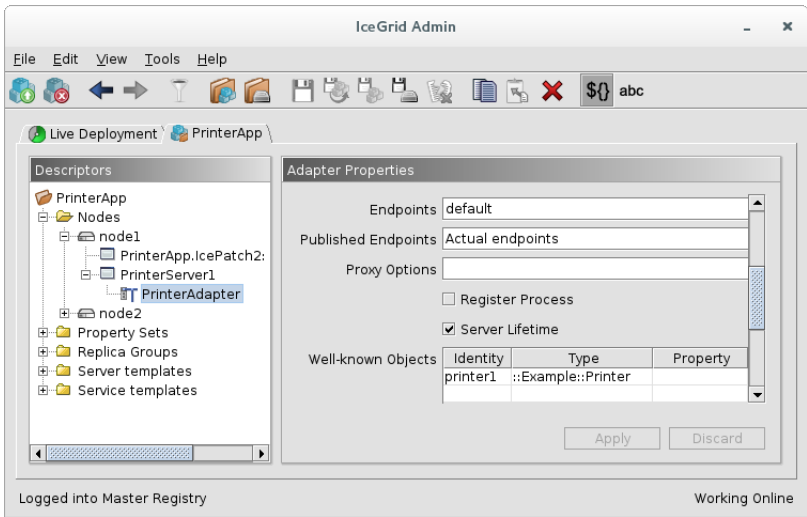 IceGrid Admin
File Edit View Tools Help
${} abc
Live Deployment PrinterApp
Descriptors
PrinterApp
Nodes
node1
PrinterApp.IcePatch2:
PrinterServer1
PrinterAdapter
node2
Property Sets
Replica Groups
Server templates
Service templates
Adapter Properties
Endpoints default
Published Endpoints Actual endpoints
Proxy Options
Register Process
Server Lifetime
Well-known Objects Identity Type Property
printer1 ::Example::Printer
Apply Discard
Logged into Master Registry Working Online